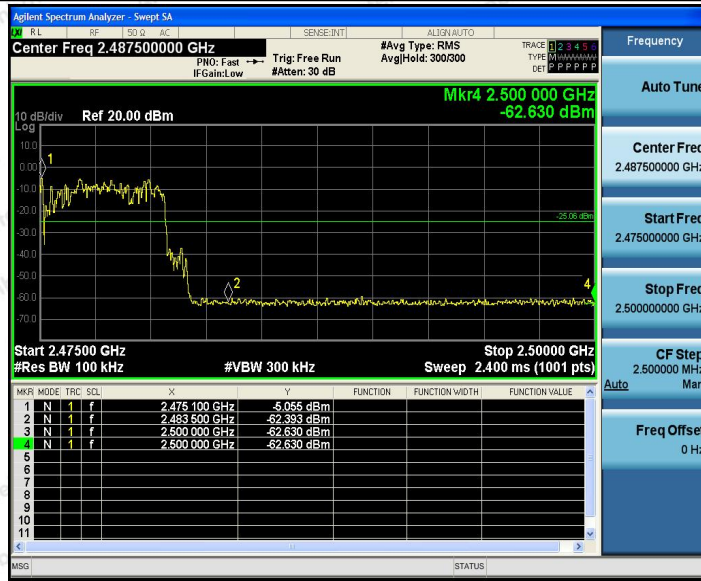 Agilent Spectrum Analyzer - Swept SA
LXI RL RF 50 Ω AC SENSE:INT ALIGN AUTO
Center Freq 2.487500000 GHz
PNO: Fast
IFGain:Low
Trig: Free Run
#Atten: 30 dB
#Avg Type: RMS
Avg|Hold: 300/300
TRACE 1 2 3 4 5 6
TYPE M
DET P P P P P P
Mkr4 2.500 000 GHz
-62.630 dBm
10 dB/div Ref 20.00 dBm
Log
10.0
0.00
-10.0
-20.0
-30.0
-40.0
-50.0
-60.0
-70.0
1
2
4
-25.06 dBm
Start 2.47500 GHz Stop 2.50000 GHz
#Res BW 100 kHz #VBW 300 kHz Sweep 2.400 ms (1001 pts)
MKR MODE TRC SCL X Y FUNCTION FUNCTION WIDTH FUNCTION VALUE
1 N 1 f 2.475 100 GHz -5.055 dBm
2 N 1 f 2.483 500 GHz -62.393 dBm
3 N 1 f 2.500 000 GHz -62.630 dBm
4 N 1 f 2.500 000 GHz -62.630 dBm
5
6
7
8
9
10
11
MSG STATUS
Frequency
Auto Tune
Center Freq
2.487500000 GHz
Start Freq
2.475000000 GHz
Stop Freq
2.500000000 GHz
CF Step
2.500000 MHz
Auto Man
Freq Offset
0 Hz